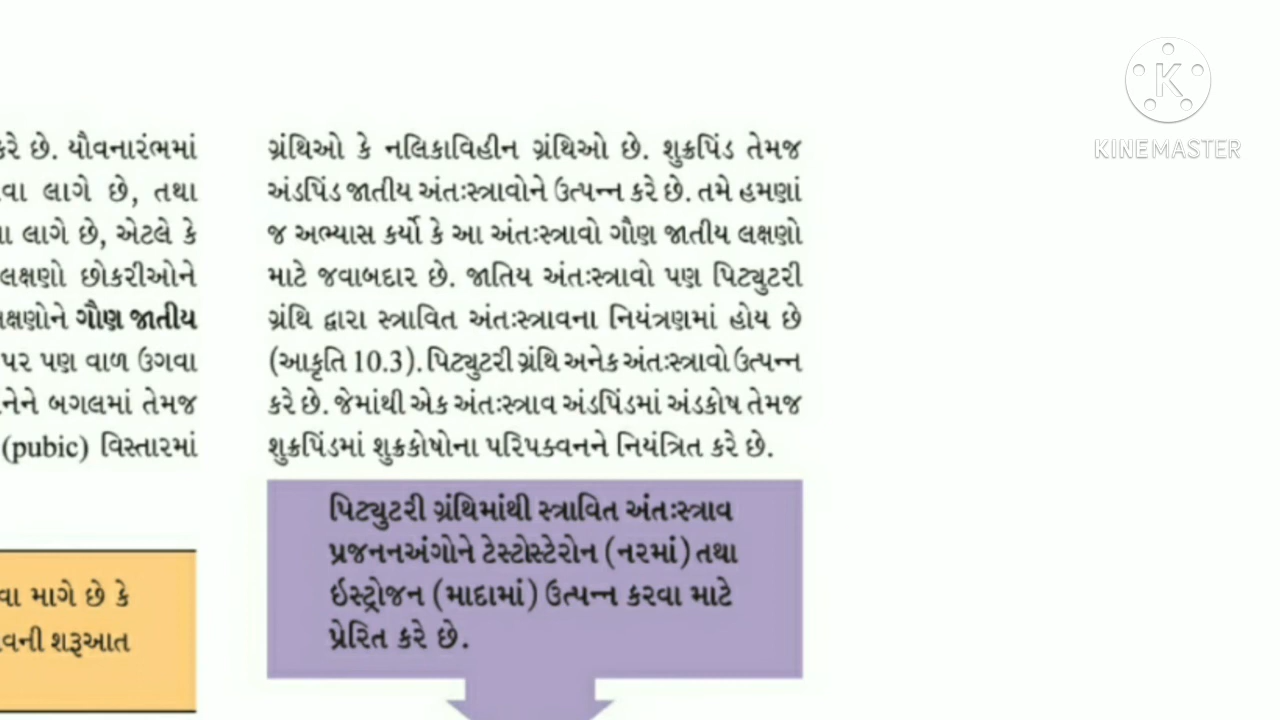 કરે છે. યૌવનારંભમાં
વા લાગે છે, તથા
ા લાગે છે, એટલે કે
લક્ષણો છોકરીઓને
ક્ષણોને ગૌણ જાતીય
પર પણ વાળ ઉગવા
નેને બગલમાં તેમજ
(pubic) વિસ્તારમાં
વા માગે છે કે
વની શરૂઆત
ગ્રંથિઓ કે નલિકાવિહીન ગ્રંથિઓ છે. શુક્રપિંડ તેમજ
અંડપિંડ જાતીય અંતઃસ્ત્રાવોને ઉત્પન્ન કરે છે. તમે હમણાં
જ અભ્યાસ કર્યો કે આ અંતઃસ્ત્રાવો ગૌણ જાતીય લક્ષણો
માટે જવાબદાર છે. જાતિય અંતઃસ્ત્રાવો પણ પિટ્યુટરી
ગ્રંથિ દ્વારા સ્ત્રાવિત અંતઃસ્ત્રાવના નિયંત્રણમાં હોય છે
(આકૃતિ 10.3). પિટ્યુટરી ગ્રંથિ અનેક અંતઃસ્ત્રાવો ઉત્પન્ન
કરે છે. જેમાંથી એક અંતઃસ્ત્રાવ અંડપિંડમાં અંડકોષ તેમજ
શુક્રપિંડમાં શુક્રકોષોના પરિપક્વનને નિયંત્રિત કરે છે.
પિટ્યુટરી ગ્રંથિમાંથી સ્ત્રાવિત અંતઃસ્ત્રાવ
પ્રજનનઅંગોને ટેસ્ટોસ્ટેરોન (નરમાં) તથા
ઇસ્ટ્રોજન (માદામાં) ઉત્પન્ન કરવા માટે
પ્રેરિત કરે છે.
K
KINEMASTER